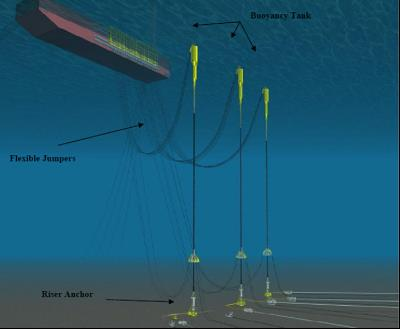 Buoyancy Tank
Flexible Jumpers
Riser Anchor